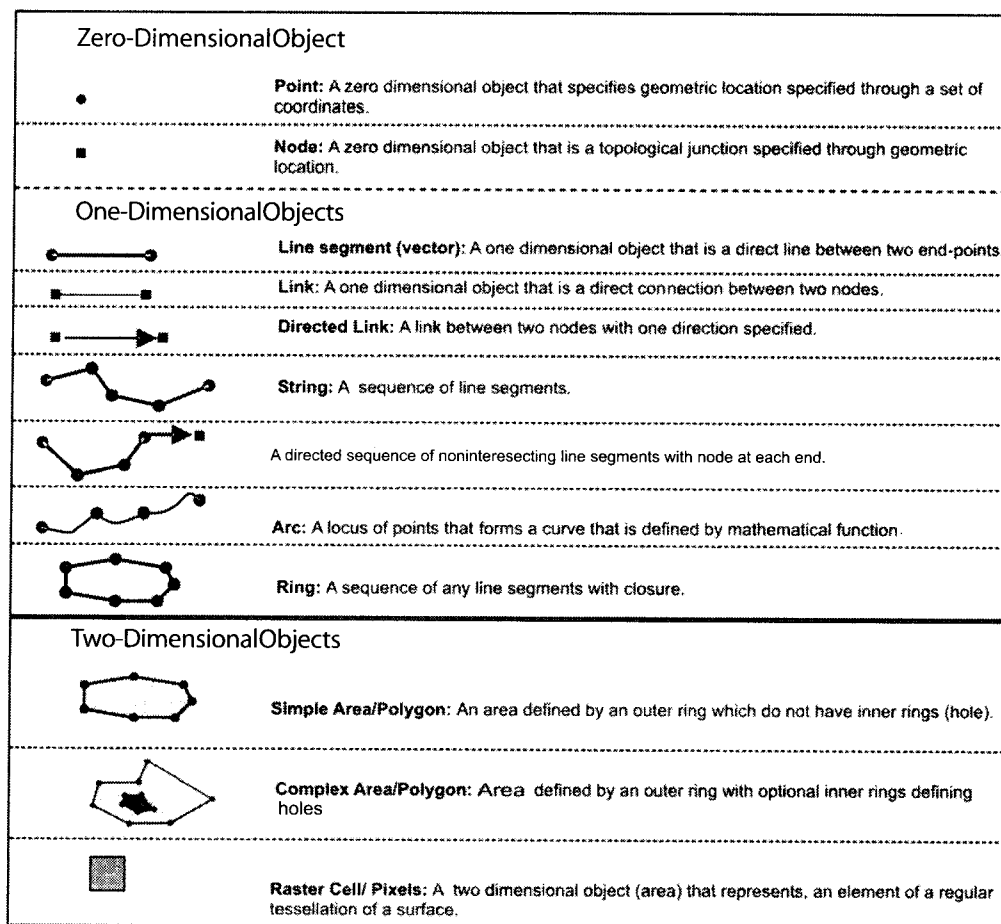 Zero-DimensionalObject
Point: A zero dimensional object that specifies geometric location specified through a set of
coordinates.
Node: A zero dimensional object that is a topological junction specified through geometric
location.
One-DimensionalObjects
Line segment (vector): A one dimensional object that is a direct line between two end-points
Link: A one dimensional object that is a direct connection between two nodes.
Directed Link: A link between two nodes with one direction specified.
String: A sequence of line segments.
A directed sequence of noninteresecting line segments with node at each end.
Arc: A locus of points that forms a curve that is defined by mathematical function.
Ring: A sequence of any line segments with closure.
Two-DimensionalObjects
Simple Area/Polygon: An area defined by an outer ring which do not have inner rings (hole).
Complex Area/Polygon: Area defined by an outer ring with optional inner rings defining
holes
Raster Cell/ Pixels: A two dimensional object (area) that represents, an element of a regular
tessellation of a surface.